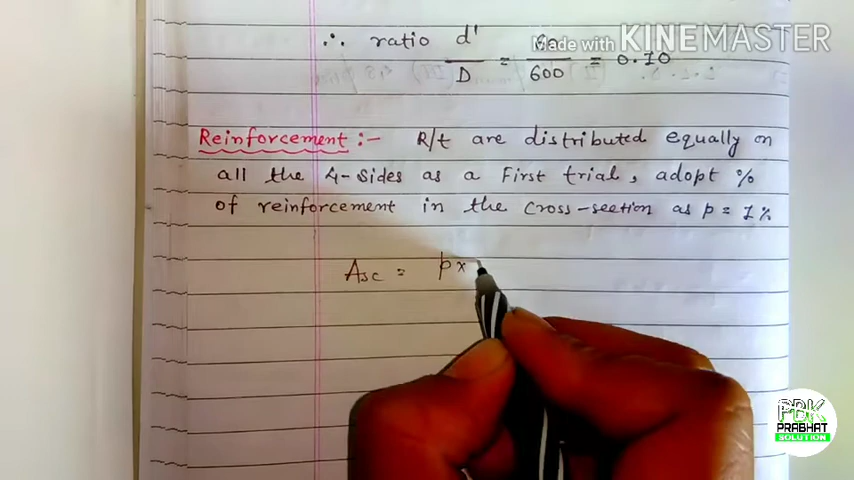 ∴ ratio d'/D = 60/600 = 0.10
Made with KINEMASTER
Reinforcement :- R/t are distributed equally on
all the 4-sides as a First trial, adopt %
of reinforcement in the cross-section as p = 1%
Asc = p x
PBK
PRABHAT
SOLUTION